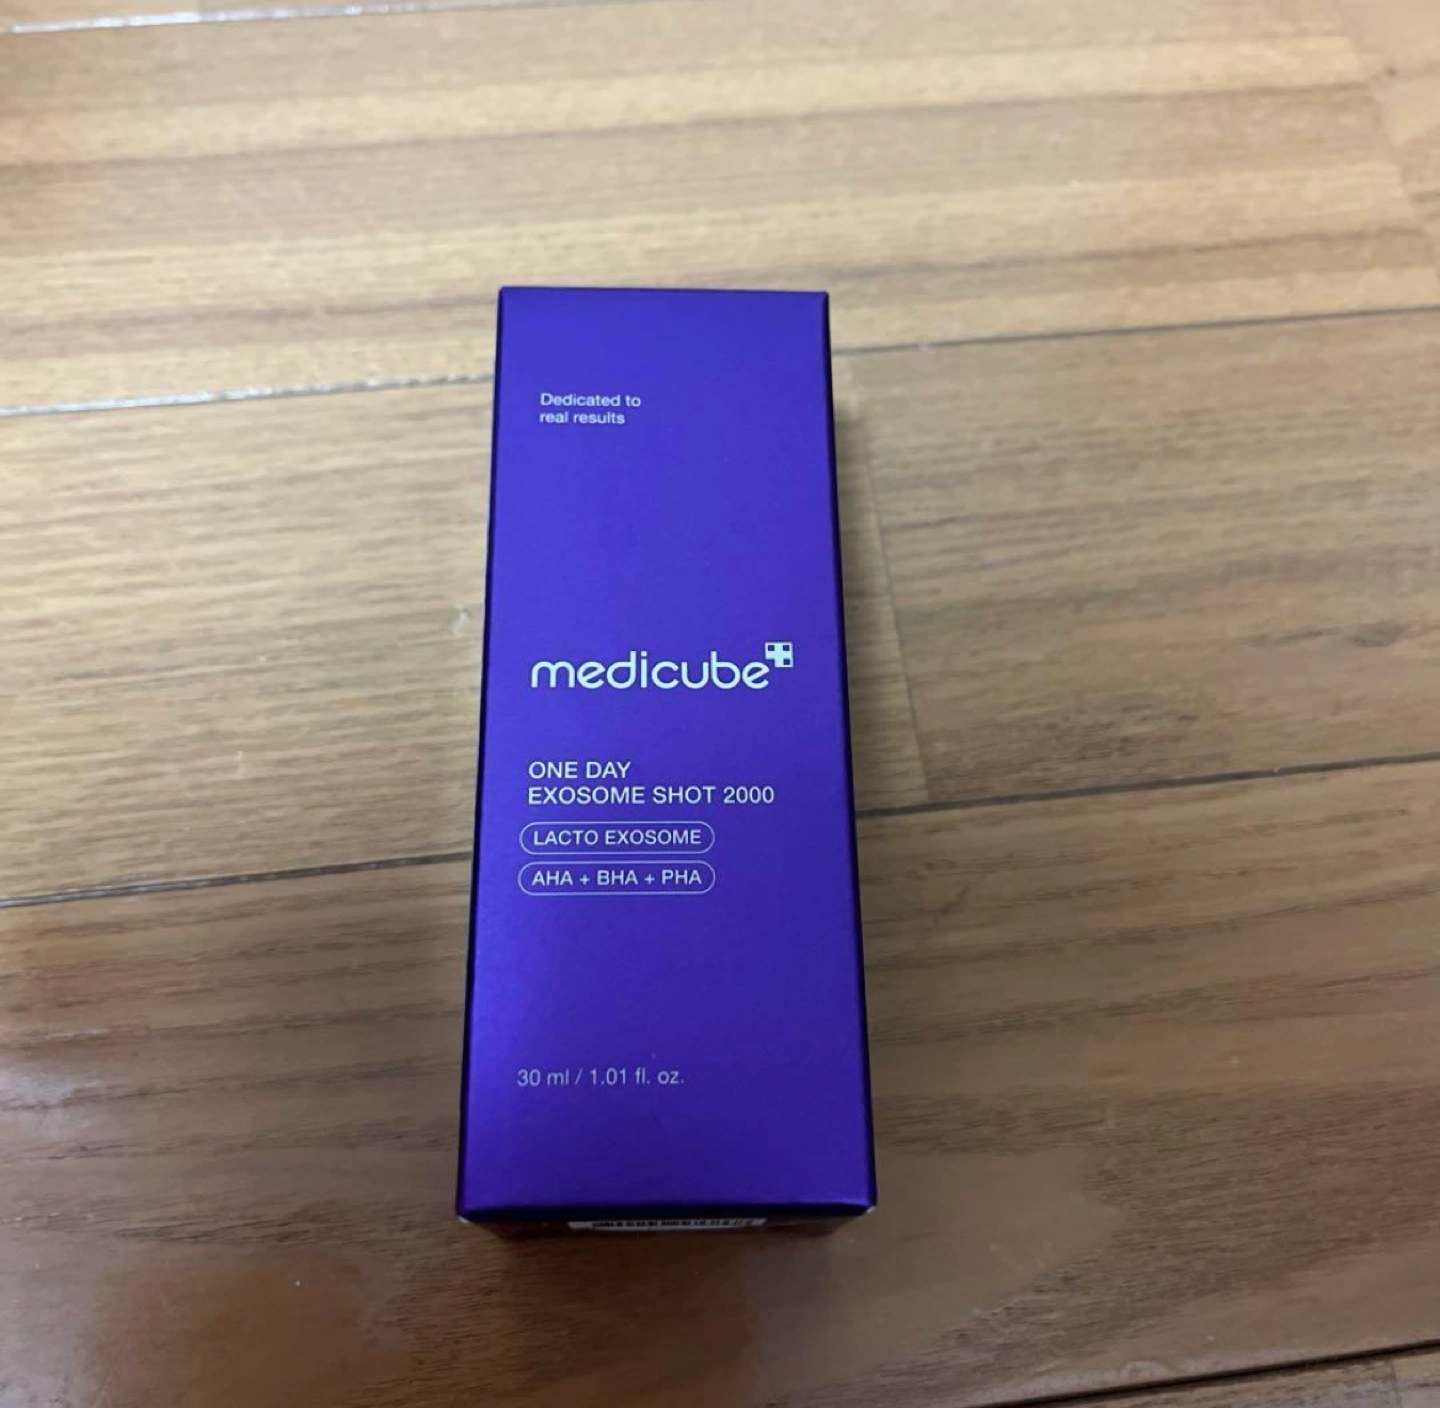 Dedicated to
real results
medicube
ONE DAY
EXOSOME SHOT 2000
LACTO EXOSOME
AHA + BHA + PHA
30 ml / 1.01 fl. oz.